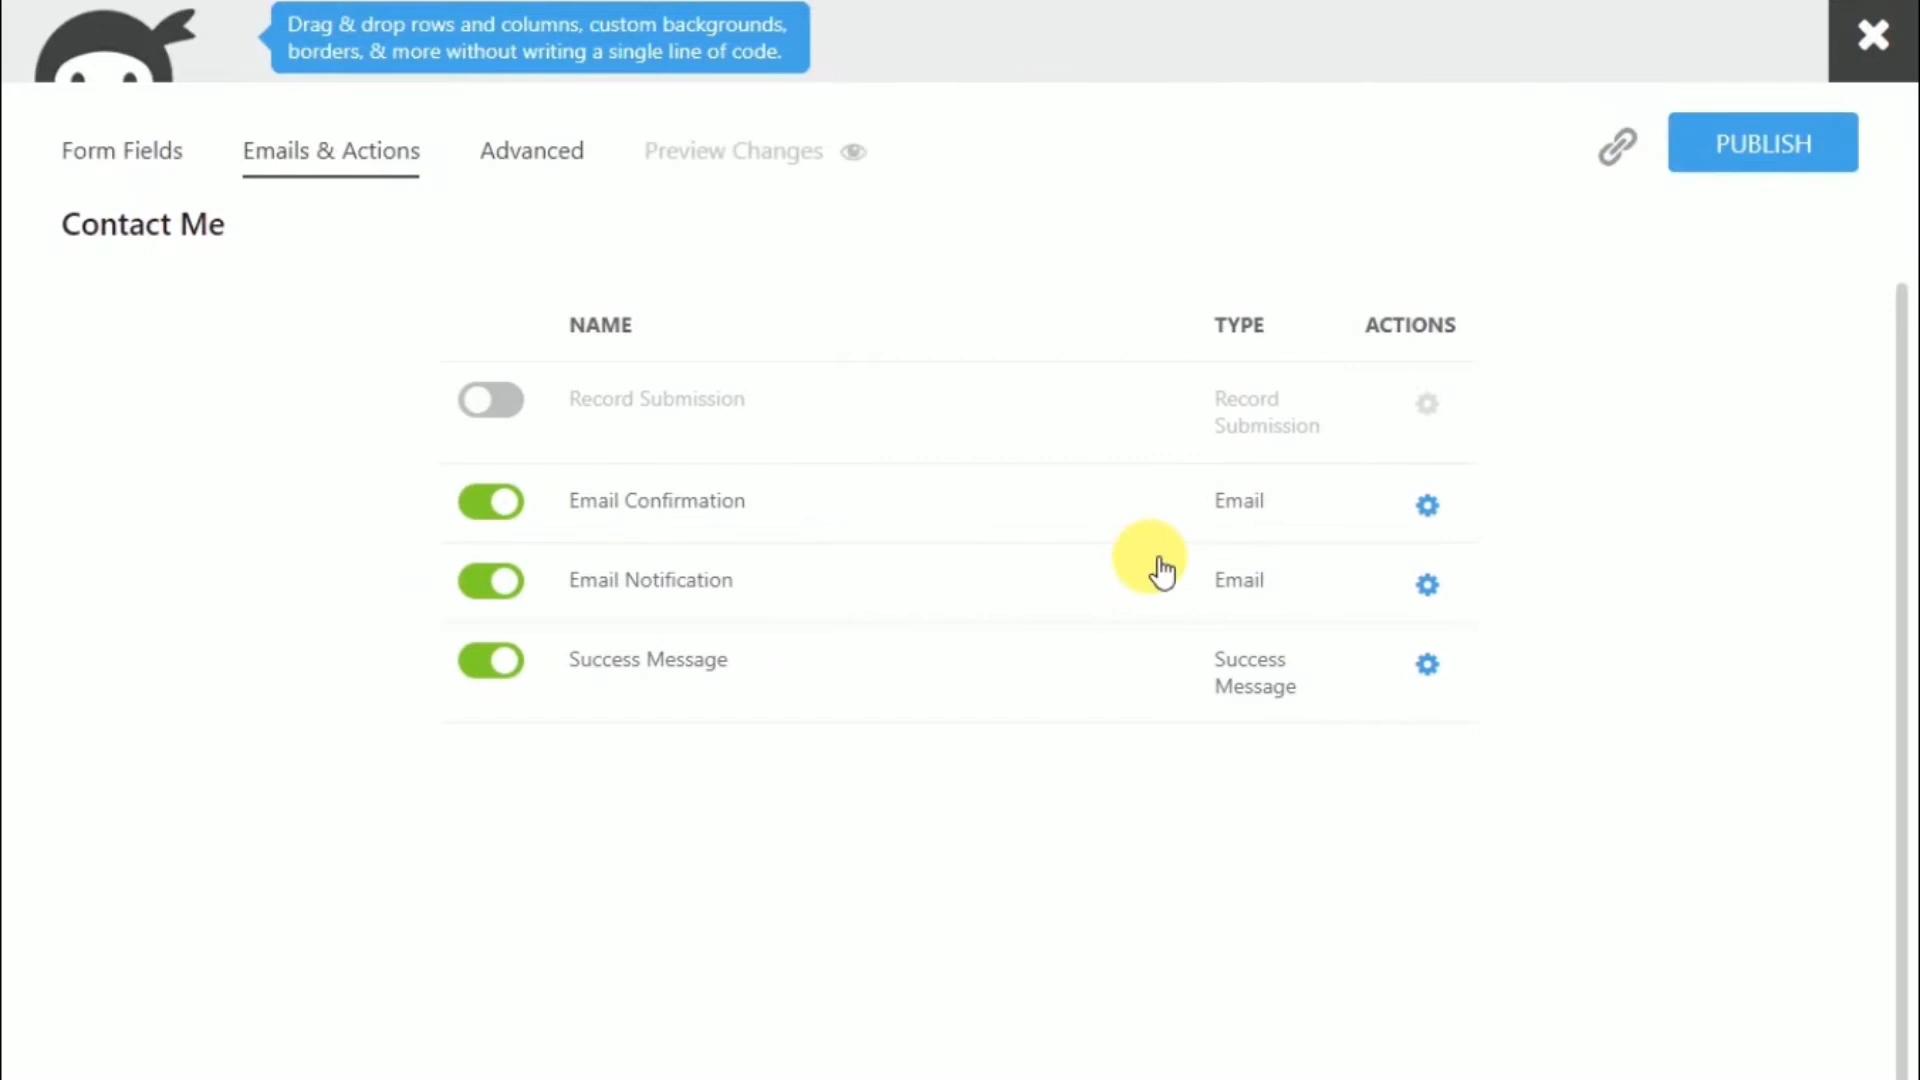 Drag & drop rows and columns, custom backgrounds,
borders, & more without writing a single line of code.
Form Fields
Emails & Actions
Advanced
Preview Changes
PUBLISH
Contact Me
NAME
TYPE
ACTIONS
Record Submission
Record
Submission
Email Confirmation
Email
Email Notification
Email
Success Message
Success
Message